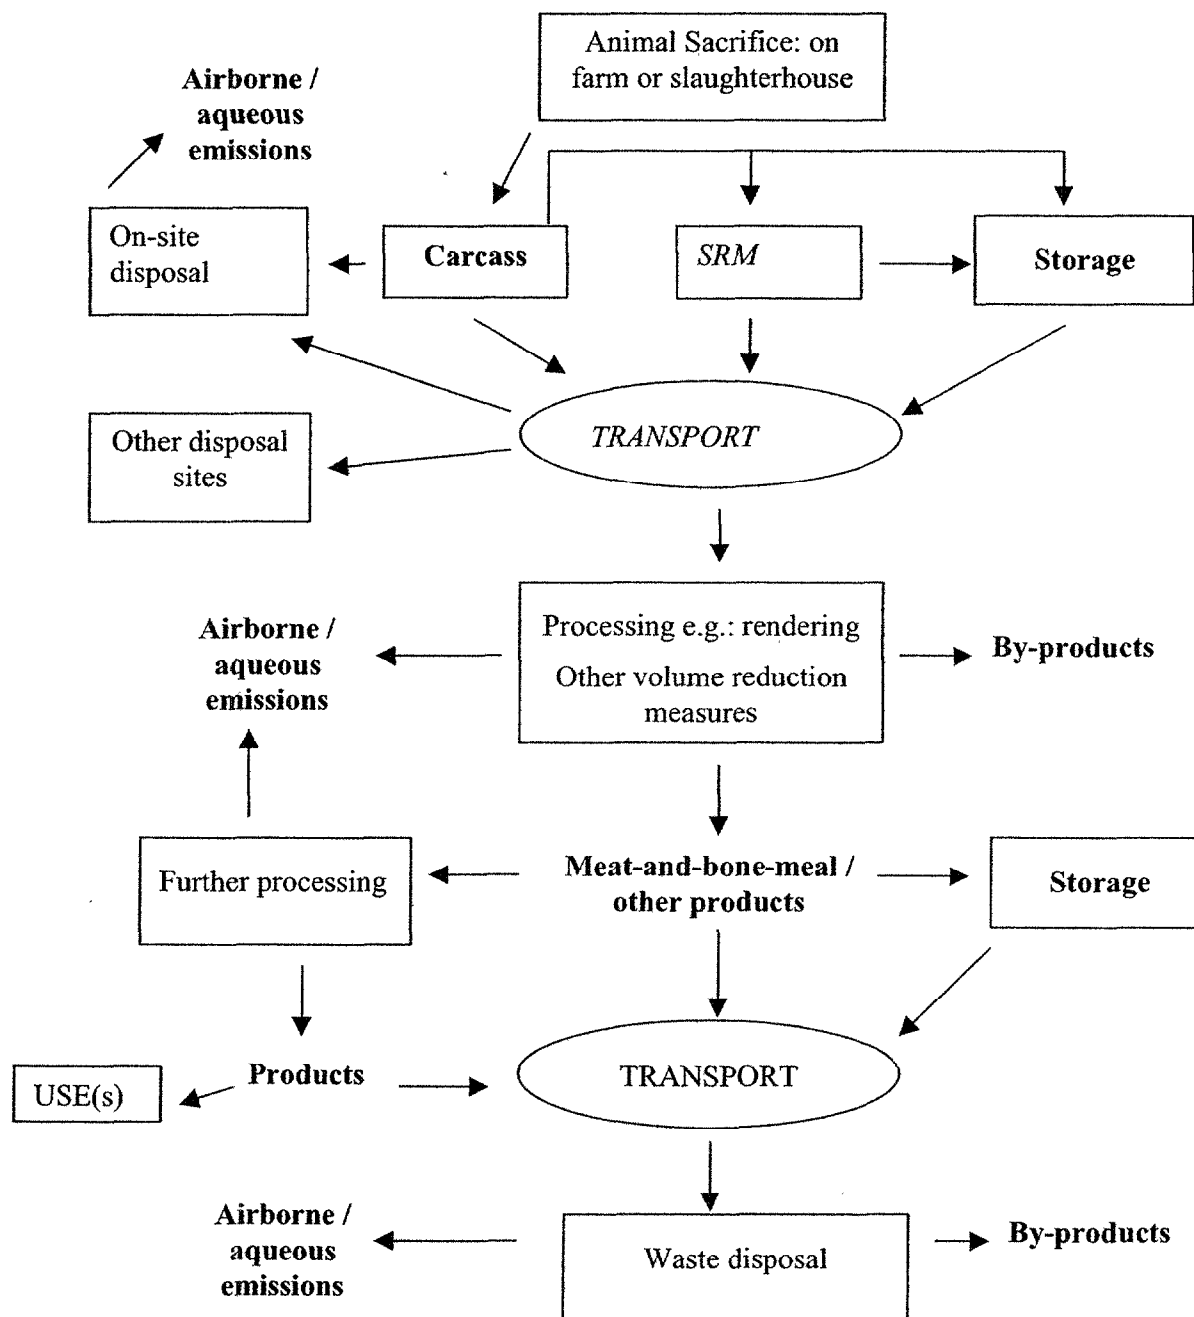 Animal Sacrifice: on
farm or slaughterhouse
Airborne /
aqueous
emissions
On-site
disposal
Carcass
SRM
Storage
Other disposal
sites
TRANSPORT
Airborne /
aqueous
emissions
Processing e.g.: rendering
Other volume reduction
measures
By-products
Further processing
Meat-and-bone-meal /
other products
Storage
USE(s)
Products
TRANSPORT
Airborne /
aqueous
emissions
Waste disposal
By-products